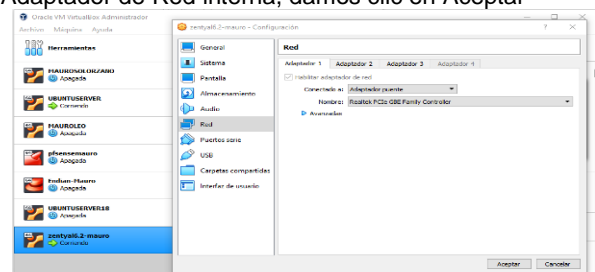 Adaptador de Red Interna, damos clic en Aceptar
Oracle VM VirtualBox Administrador
Archivo Máquina Ayuda
Herramientas
MAUROSOLORZANO
Apagada
UBUNTUSERVER
Corriendo
MAUROLEO
Apagada
pfsensemauro
Apagada
Endian-Mauro
Apagada
UBUNTUSERVER18
Apagada
zentyal6.2-mauro
Corriendo
zentyal6.2-mauro - Configuración
General
Sistema
Pantalla
Almacenamiento
Audio
Red
Puertos serie
USB
Carpetas compartidas
Interfaz de usuario
Red
Adaptador 1 Adaptador 2 Adaptador 3 Adaptador 4
Habilitar adaptador de red
Conectado a: Adaptador puente
Nombre: Realtek PCIe GBE Family Controller
Avanzadas
Aceptar Cancelar